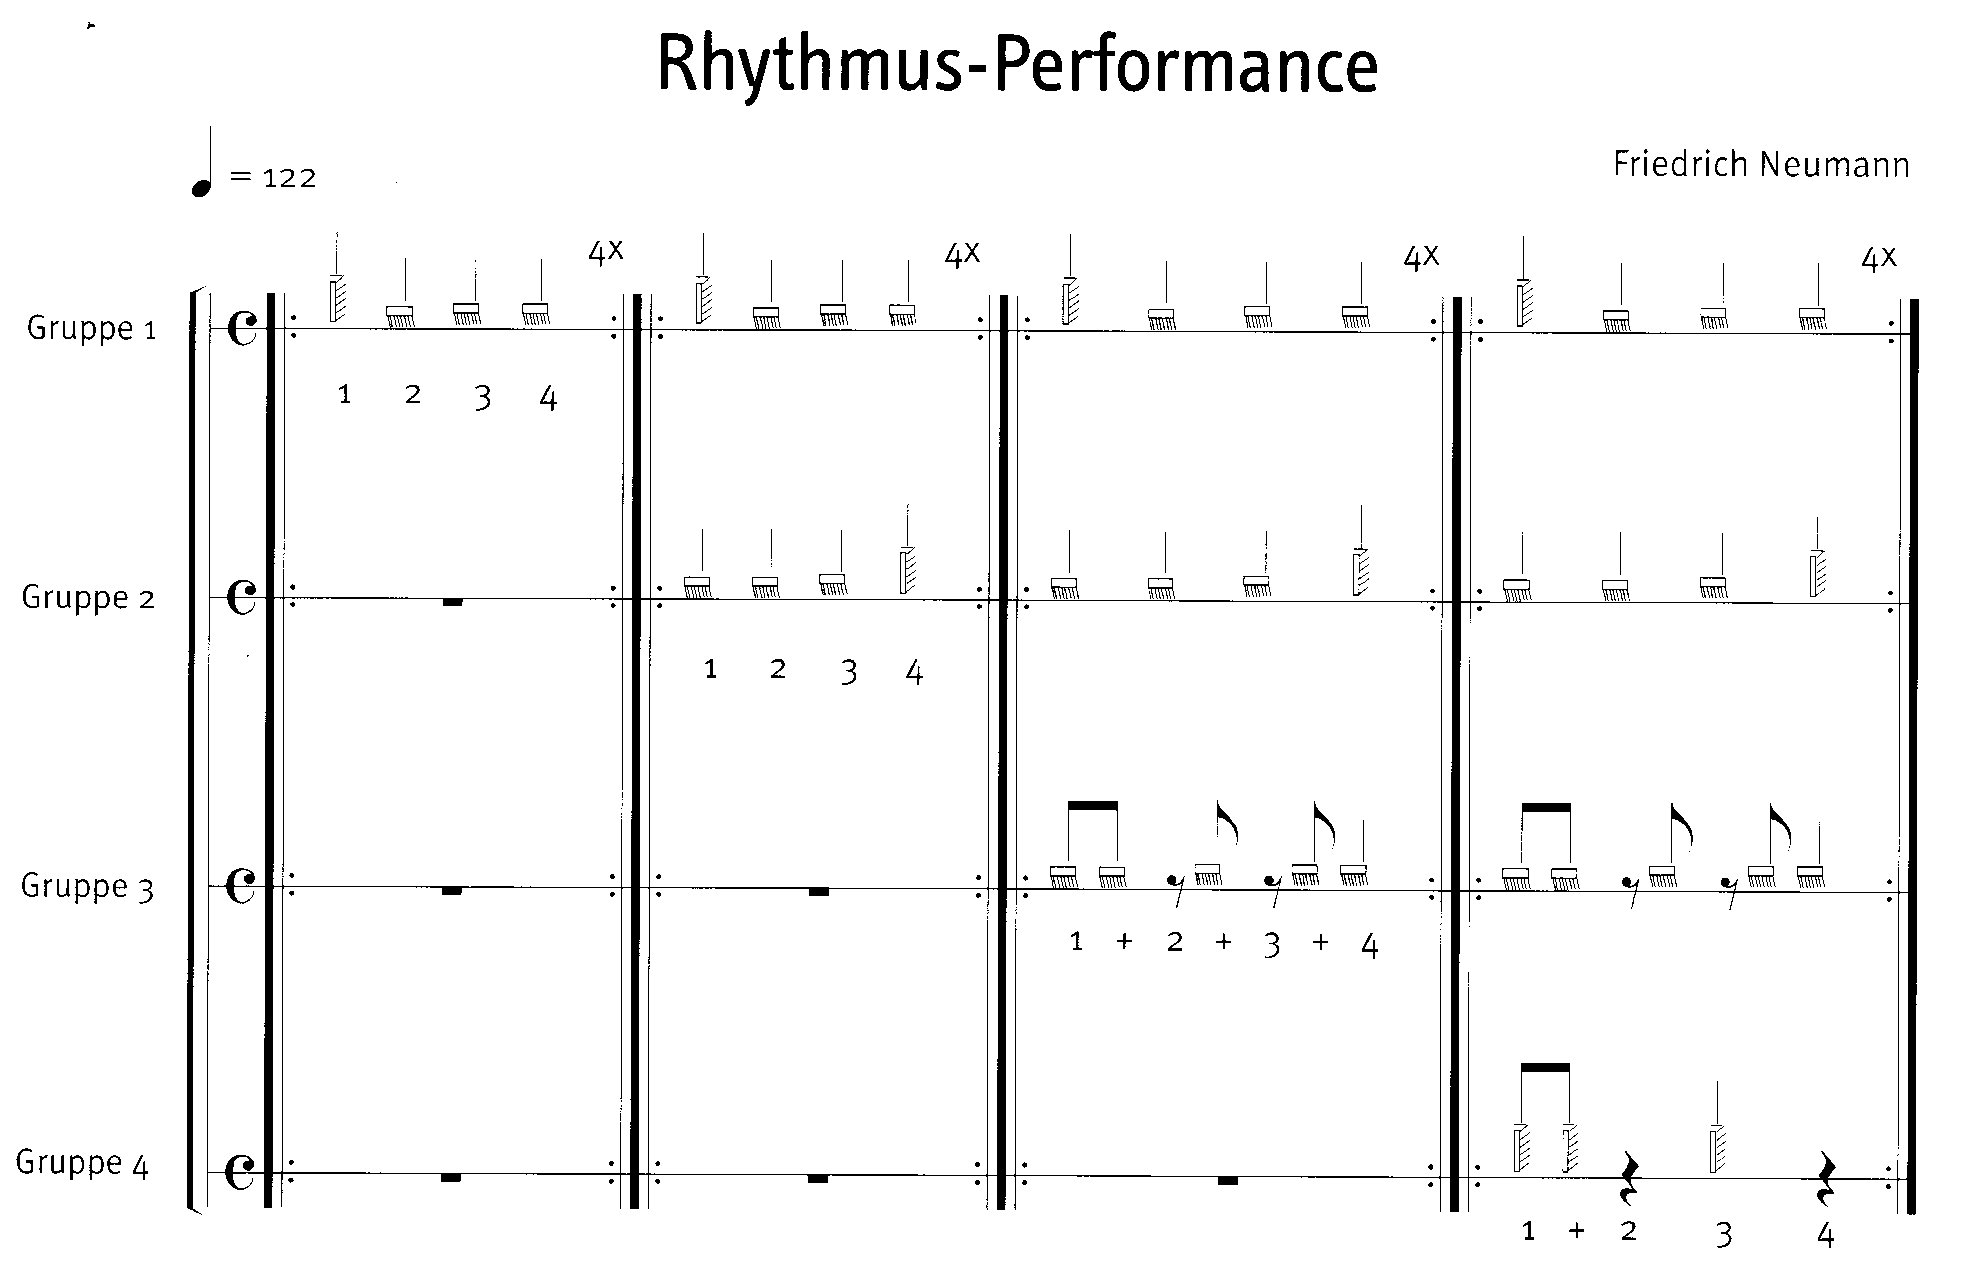 Rhythmus-Performance
= 122
Friedrich Neumann
4x 4x 4x 4x
Gruppe 1
1 2 3 4
Gruppe 2
1 2 3 4
Gruppe 3
1 + 2 + 3 + 4
Gruppe 4
1 + 2 3 4